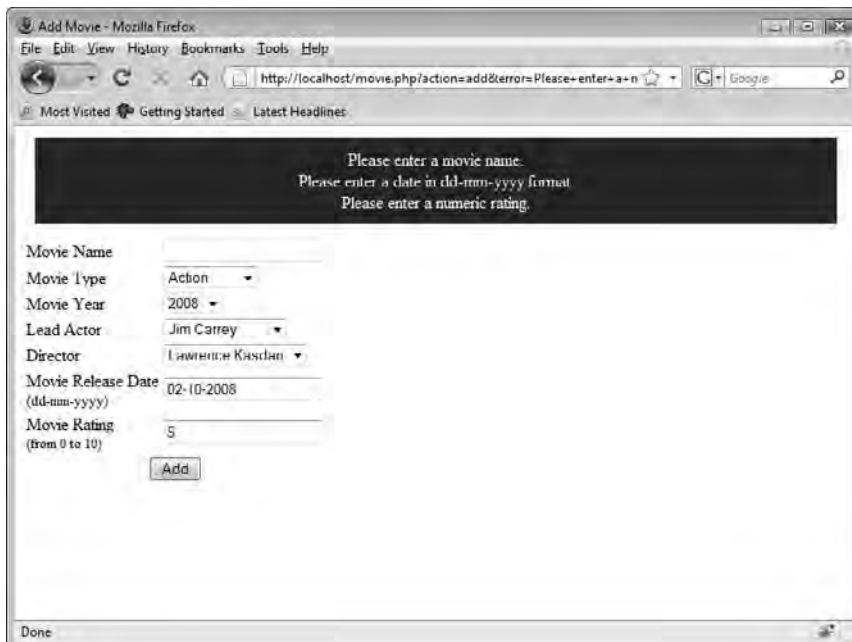 Add Movie - Mozilla Firefox
File Edit View History Bookmarks Tools Help
http://localhost/movie.php?action=add&error=Please+enter+a+n
Google
Most Visited Getting Started Latest Headlines
Please enter a movie name.
Please enter a date in dd-mm-yyyy format
Please enter a numeric rating.
Movie Name
Movie Type Action
Movie Year 2008
Lead Actor Jim Carrey
Director Lawrence Kasdan
Movie Release Date 02-10-2008
(dd-mm-yyyy)
Movie Rating 5
(from 0 to 10)
Add
Done